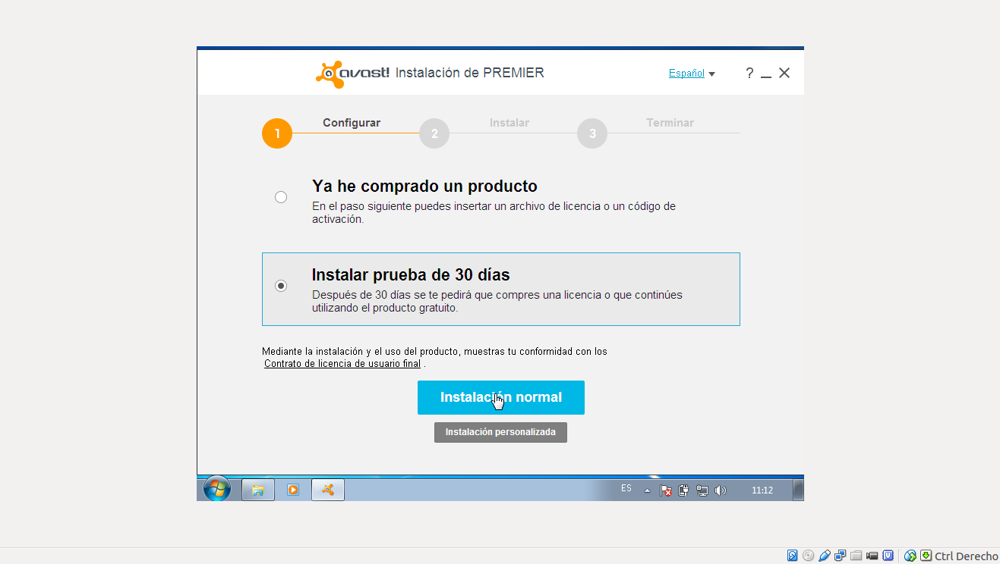 avast! Instalación de PREMIER
Español
?
1
Configurar
2
Instalar
3
Terminar
Ya he comprado un producto
En el paso siguiente puedes insertar un archivo de licencia o un código de
activación.
Instalar prueba de 30 días
Después de 30 días se te pedirá que compres una licencia o que continúes
utilizando el producto gratuito.
Mediante la instalación y el uso del producto, muestras tu conformidad con los
Contrato de licencia de usuario final .
Instalación normal
Instalación personalizada
ES
11:12
Ctrl Derecho